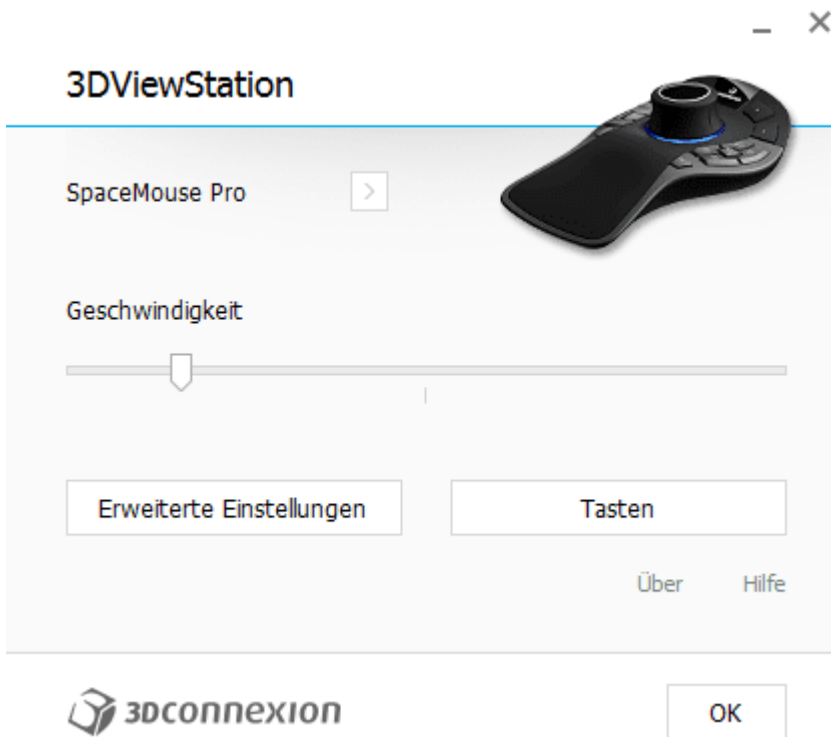 3DViewStation
SpaceMouse Pro
Geschwindigkeit
Erweiterte Einstellungen
Tasten
Über
Hilfe
3Dconnexion
OK